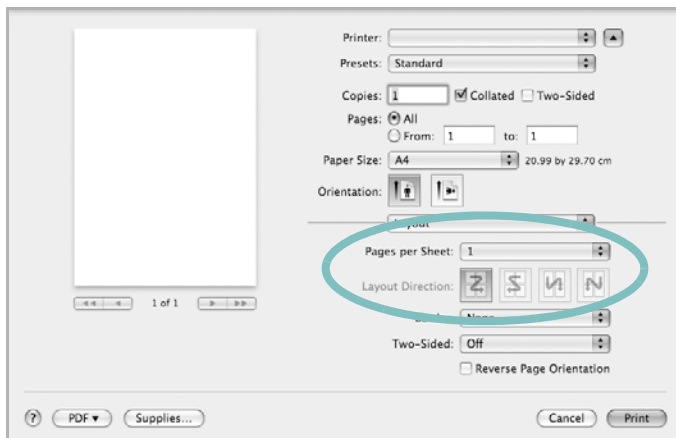 Printer:
Presets: Standard
Copies: 1 Collated Two-Sided
Pages: All
From: 1 to: 1
Paper Size: A4 20.99 by 29.70 cm
Orientation:
Layout
Pages per Sheet: 1
Layout Direction:
None
Two-Sided: Off
Reverse Page Orientation
1 of 1
? PDF Supplies... Cancel Print